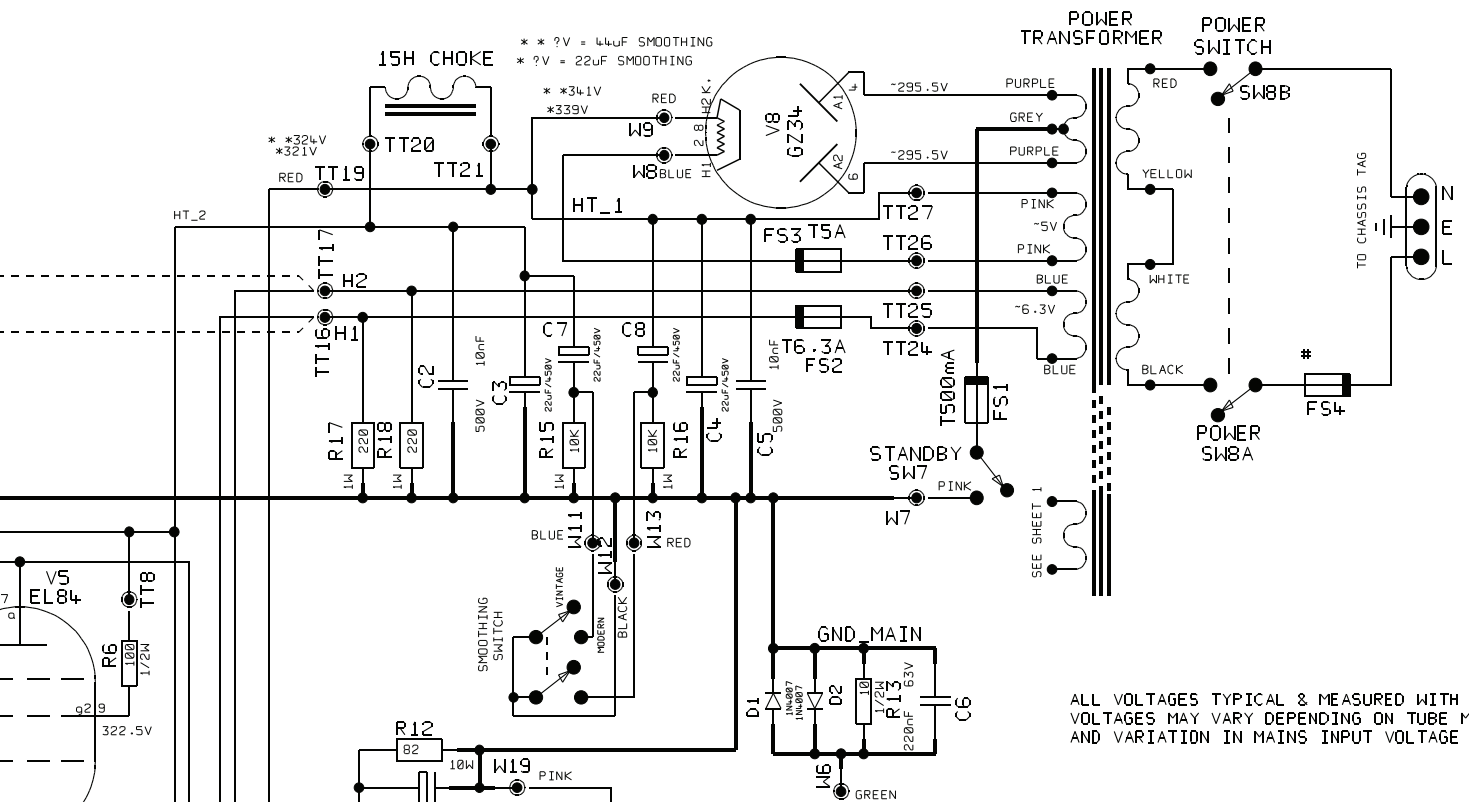 POWER
TRANSFORMER
POWER
SWITCH
15H CHOKE
* * ?V = 44uF SMOOTHING
* ?V = 22uF SMOOTHING
* *341V
*339V
RED
W9
W8 BLUE
H2 K,
2 8
H1
V8
GZ34
A1
4
A2
6
~295.5V
PURPLE
GREY
~295.5V
PURPLE
RED
SW8B
YELLOW
WHITE
BLACK
TO CHASSIS TAG
N
E
L
* *324V
*321V
RED
TT19
TT20
TT21
HT_2
HT_1
TT27
PINK
~5V
PINK
FS3 T5A
TT26
TT17
H2
TT16
H1
BLUE
~6.3V
BLUE
TT25
TT24
T6.3A
FS2
T500mA
FS1
#
FS4
POWER
SW8A
C2
10nF
500V
C3
22uF/450V
C7
22uF/450V
C8
22uF/450V
C4
22uF/450V
C5
10nF
500V
R17
220
1W
R18
220
1W
R15
10K
1W
R16
10K
1W
STANDBY
SW7
PINK
W7
SEE SHEET 1
BLUE
W11
W12
W13
RED
BLACK
SMOOTHING
SWITCH
VINTAGE
MODERN
V5
EL84
7
g
TT8
R6
100
1/2W
g2 9
322.5V
R12
82
10W
W19
PINK
GND_MAIN
D1
1N4007
1N4007
D2
10
1/2W
R13
63V
220nF
C6
W6
GREEN
ALL VOLTAGES TYPICAL & MEASURED WITH
VOLTAGES MAY VARY DEPENDING ON TUBE M
AND VARIATION IN MAINS INPUT VOLTAGE